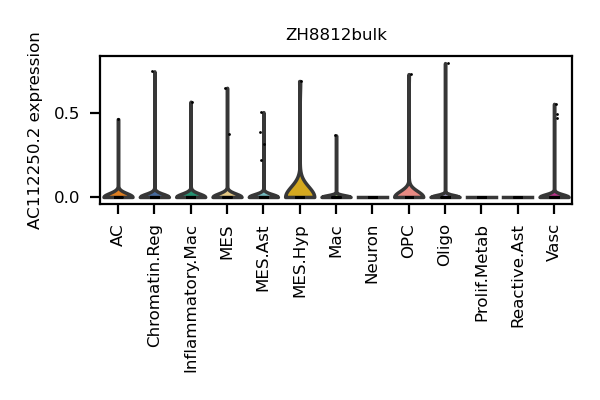 ZH8812bulk
AC112250.2 expression
0.5
0.0
AC
Chromatin.Reg
Inflammatory.Mac
MES
MES.Ast
MES.Hyp
Mac
Neuron
OPC
Oligo
Prolif.Metab
Reactive.Ast
Vasc